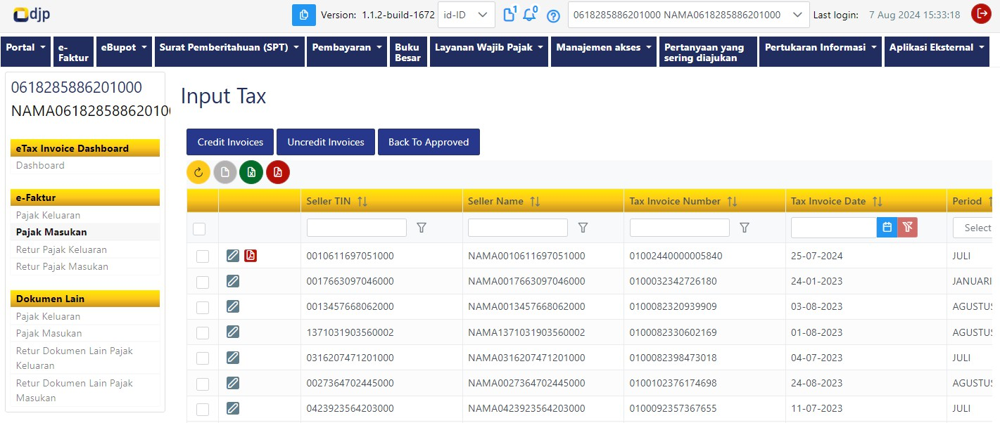 djp
Version: 1.1.2-build-1672
id-ID
1
0
0618285886201000 NAMA0618285886201000
Last login: 7 Aug 2024 15:33:18
Portal
e-
Faktur
eBupot
Surat Pemberitahuan (SPT)
Pembayaran
Buku
Besar
Layanan Wajib Pajak
Manajemen akses
Pertanyaan yang
sering diajukan
Pertukaran Informasi
Aplikasi Eksternal
0618285886201000
NAMA06182858862010
eTax Invoice Dashboard
Dashboard
e-Faktur
Pajak Keluaran
Pajak Masukan
Retur Pajak Keluaran
Retur Pajak Masukan
Dokumen Lain
Pajak Keluaran
Pajak Masukan
Retur Dokumen Lain Pajak
Keluaran
Retur Dokumen Lain Pajak
Masukan
Input Tax
Credit Invoices
Uncredit Invoices
Back To Approved
Seller TIN Seller Name Tax Invoice Number Tax Invoice Date Period
Select
0010611697051000 NAMA0010611697051000 01002440000005840 25-07-2024 JULI
0017663097046000 NAMA0017663097046000 0100032342726180 24-01-2023 JANUARI
0013457668062000 NAMA0013457668062000 0100082320939909 03-08-2023 AGUSTUS
1371031903560002 NAMA1371031903560002 0100082330602169 01-08-2023 AGUSTUS
0316207471201000 NAMA0316207471201000 0100082398473018 04-07-2023 JULI
0027364702445000 NAMA0027364702445000 0100102376174698 24-08-2023 AGUSTUS
0423923564203000 NAMA0423923564203000 0100092357367655 11-07-2023 JULI